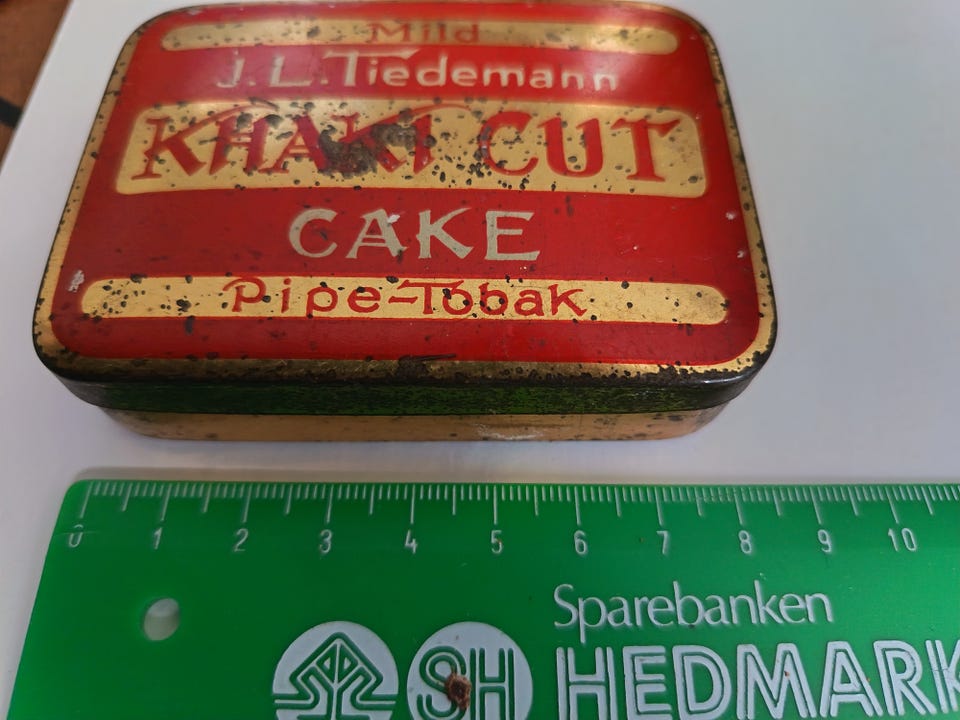 Mild
J.L.Tiedemann
KHAKI CUT
CAKE
Pipe-Tobak
0 1 2 3 4 5 6 7 8 9 10
Sparebanken
SH HEDMARK